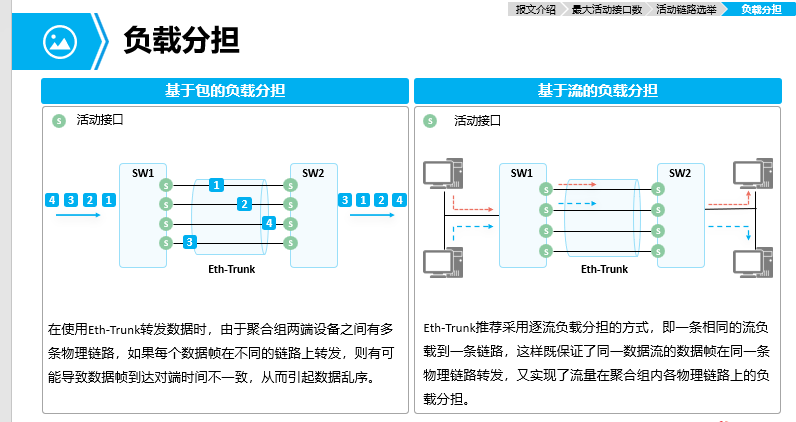 报文介绍
最大活动接口数
活动链路选举
负载分担
负载分担
基于包的负载分担
S 活动接口
SW1
SW2
4 3 2 1
S 1 S
S 2 S
S 4 S
S 3 S
3 1 2 4
Eth-Trunk
在使用Eth-Trunk转发数据时，由于聚合组两端设备之间有多
条物理链路，如果每个数据帧在不同的链路上转发，则有可
能导致数据帧到达对端时间不一致，从而引起数据乱序。
基于流的负载分担
S 活动接口
SW1
SW2
S S
S S
S S
S S
Eth-Trunk
Eth-Trunk推荐采用逐流负载分担的方式，即一条相同的流负
载到一条链路，这样既保证了同一数据流的数据帧在同一条
物理链路转发，又实现了流量在聚合组内各物理链路上的负
载分担。